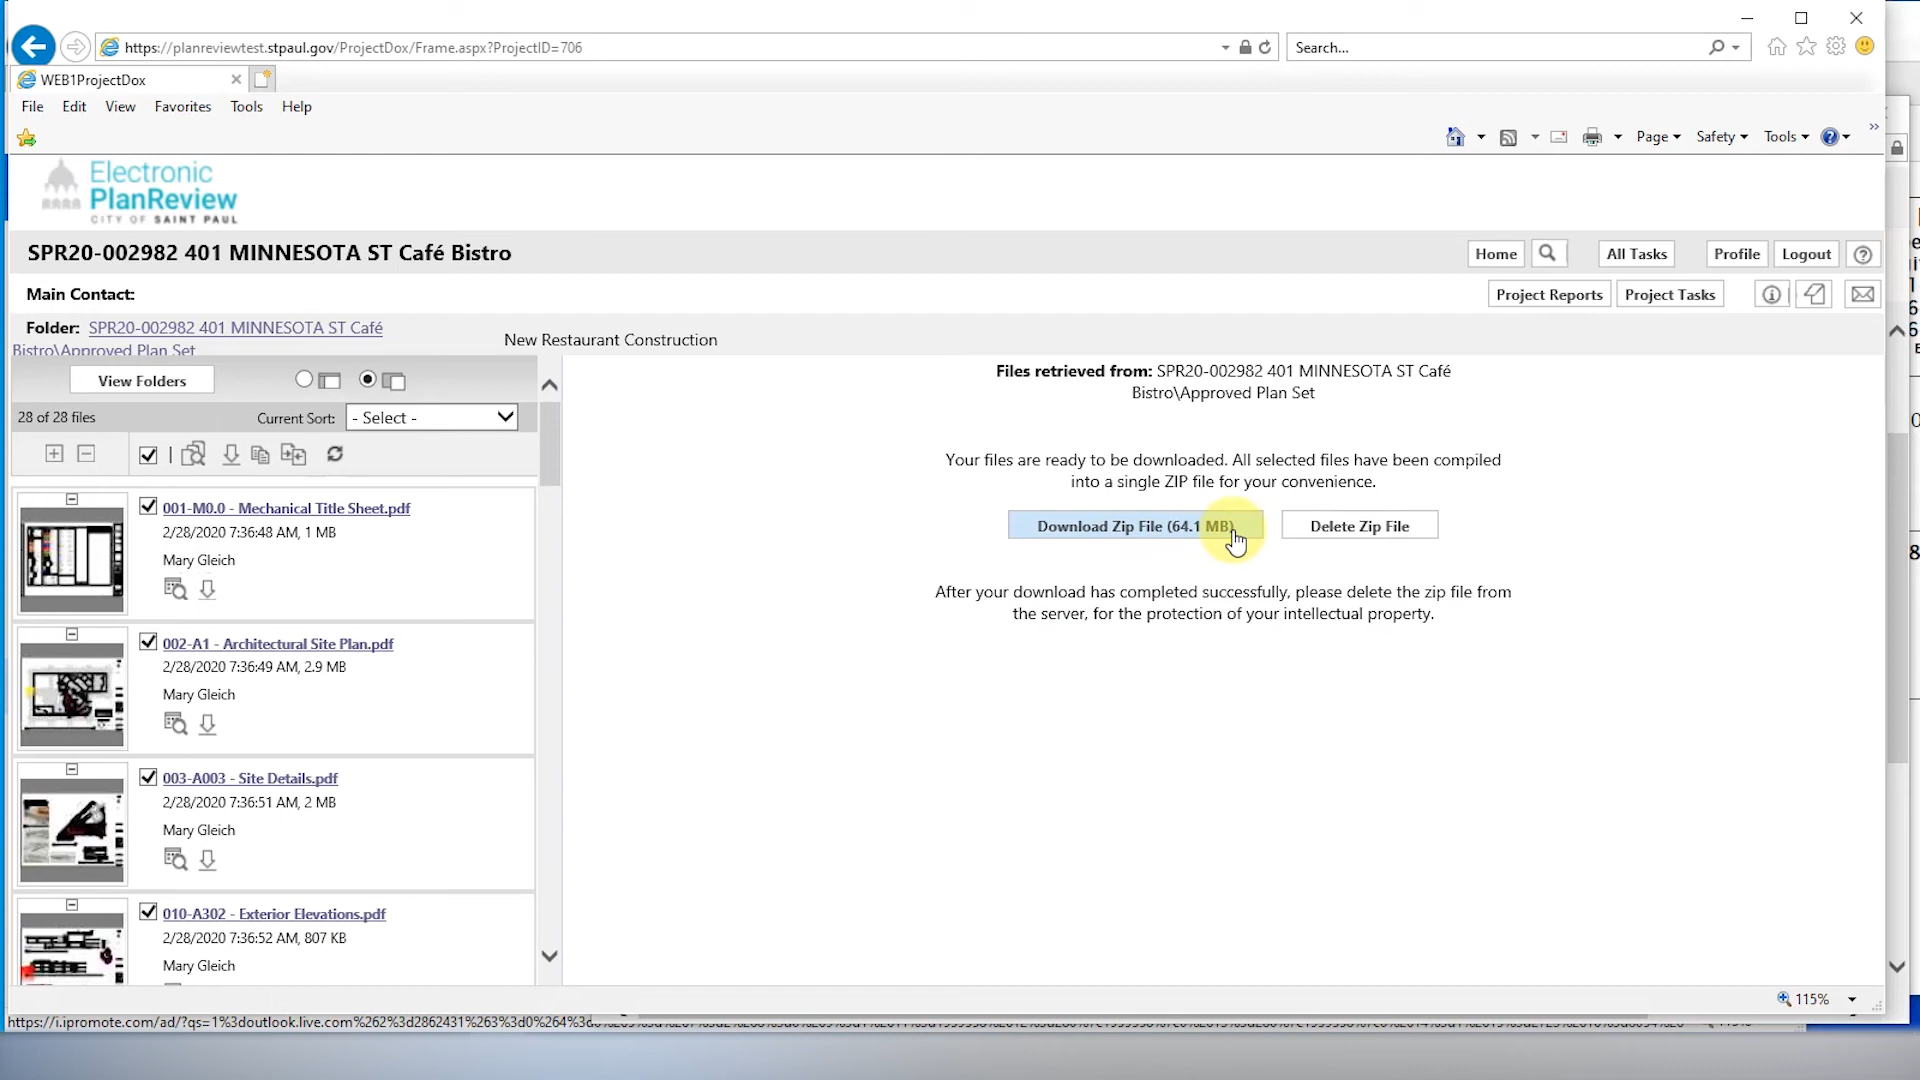 https://planreviewtest.stpaul.gov/ProjectDox/Frame.aspx?ProjectID=706
Search...
WEB1ProjectDox
File Edit View Favorites Tools Help
Page Safety Tools
Electronic
PlanReview
CITY OF SAINT PAUL
SPR20-002982 401 MINNESOTA ST Café Bistro
Home All Tasks Profile Logout
Main Contact:
Project Reports Project Tasks
Folder: SPR20-002982 401 MINNESOTA ST Café
Bistro\Approved Plan Set
New Restaurant Construction
View Folders
28 of 28 files
Current Sort: - Select -
001-M0.0 - Mechanical Title Sheet.pdf
2/28/2020 7:36:48 AM, 1 MB
Mary Gleich
002-A1 - Architectural Site Plan.pdf
2/28/2020 7:36:49 AM, 2.9 MB
Mary Gleich
003-A003 - Site Details.pdf
2/28/2020 7:36:51 AM, 2 MB
Mary Gleich
010-A302 - Exterior Elevations.pdf
2/28/2020 7:36:52 AM, 807 KB
Mary Gleich
Files retrieved from: SPR20-002982 401 MINNESOTA ST Café
Bistro\Approved Plan Set
Your files are ready to be downloaded. All selected files have been compiled
into a single ZIP file for your convenience.
Download Zip File (64.1 MB)
Delete Zip File
After your download has completed successfully, please delete the zip file from
the server, for the protection of your intellectual property.
115%